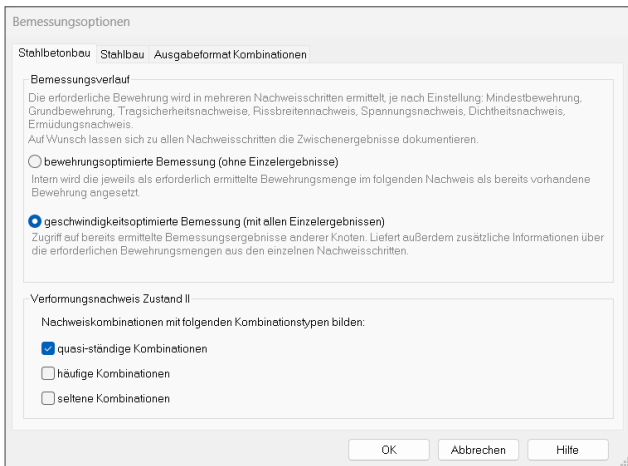 Bemessungsoptionen
Stahlbetonbau Stahlbau Ausgabeformat Kombinationen
Bemessungsverlauf
Die erforderliche Bewehrung wird in mehreren Nachweisschritten ermittelt, je nach Einstellung: Mindestbewehrung,
Grundbewehrung, Tragsicherheitsnachweise, Rissbreitennachweis, Spannungsnachweis, Dichtheitsnachweis,
Ermüdungsnachweis.
Auf Wunsch lassen sich zu allen Nachweisschritten die Zwischenergebnisse dokumentieren.
bewehrungsoptimierte Bemessung (ohne Einzelergebnisse)
Intern wird die jeweils als erforderlich ermittelte Bewehrungsmenge im folgenden Nachweis als bereits vorhandene
Bewehrung angesetzt.
geschwindigkeitsoptimierte Bemessung (mit allen Einzelergebnissen)
Zugriff auf bereits ermittelte Bemessungsergebnisse anderer Knoten. Liefert außerdem zusätzliche Informationen über
die erforderlichen Bewehrungsmengen aus den einzelnen Nachweisschritten.
Verformungsnachweis Zustand II
Nachweiskombinationen mit folgenden Kombinationstypen bilden:
quasi-ständige Kombinationen
häufige Kombinationen
seltene Kombinationen
OK Abbrechen Hilfe